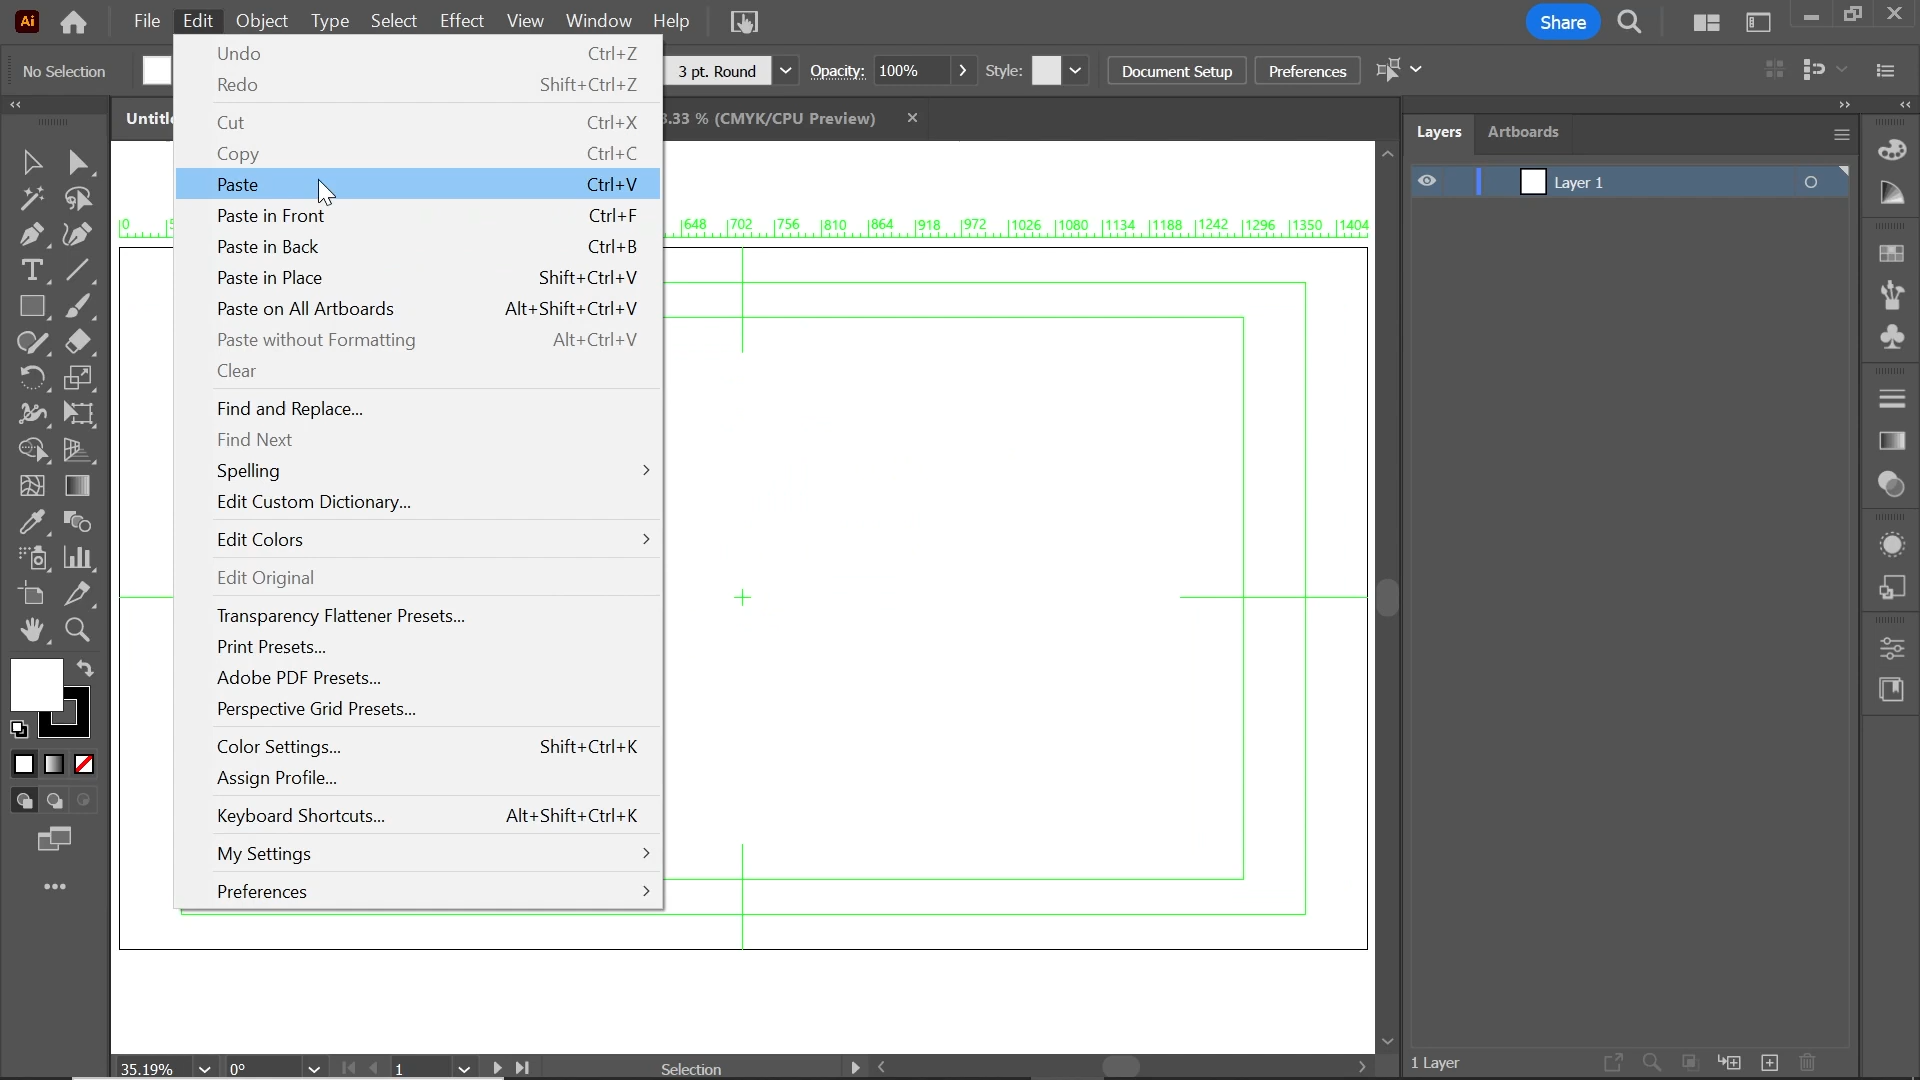 Ai File Edit Object Type Select Effect View Window Help Share
No Selection 3 pt. Round Opacity: 100% Style: Document Setup Preferences
.33 % (CMYK/CPU Preview)
Undo Ctrl+Z
Redo Shift+Ctrl+Z
Cut Ctrl+X
Copy Ctrl+C
Paste Ctrl+V
Paste in Front Ctrl+F
Paste in Back Ctrl+B
Paste in Place Shift+Ctrl+V
Paste on All Artboards Alt+Shift+Ctrl+V
Paste without Formatting Alt+Ctrl+V
Clear
Find and Replace...
Find Next
Spelling
Edit Custom Dictionary...
Edit Colors
Edit Original
Transparency Flattener Presets...
Print Presets...
Adobe PDF Presets...
Perspective Grid Presets...
Color Settings... Shift+Ctrl+K
Assign Profile...
Keyboard Shortcuts... Alt+Shift+Ctrl+K
My Settings
Preferences
0 648 702 756 810 864 918 972 1026 1080 1134 1188 1242 1296 1350 1404
Layers Artboards
Layer 1
35.19% 0° 1 Selection
1 Layer